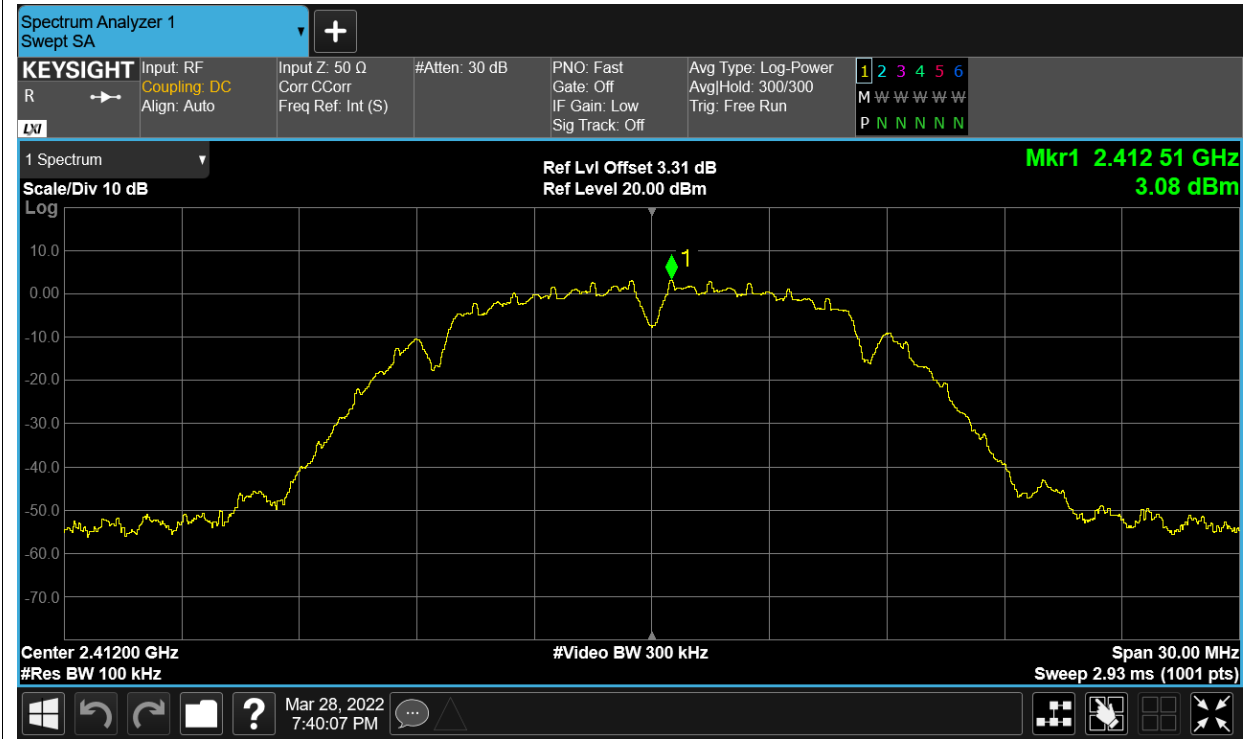 Spectrum Analyzer 1
Swept SA
+
KEYSIGHT Input: RF Input Z: 50 Ω #Atten: 30 dB PNO: Fast Avg Type: Log-Power 1 2 3 4 5 6
R Coupling: DC Corr CCorr Gate: Off Avg|Hold: 300/300 M W W W W W
Align: Auto Freq Ref: Int (S) IF Gain: Low Trig: Free Run
LXI Sig Track: Off P N N N N N N
1 Spectrum
Ref Lvl Offset 3.31 dB
Mkr1 2.412 51 GHz
Scale/Div 10 dB Ref Level 20.00 dBm 3.08 dBm
Log
1
10.0
0.00
-10.0
-20.0
-30.0
-40.0
-50.0
-60.0
-70.0
Center 2.41200 GHz #Video BW 300 kHz Span 30.00 MHz
#Res BW 100 kHz Sweep 2.93 ms (1001 pts)
? Mar 28, 2022
7:40:07 PM